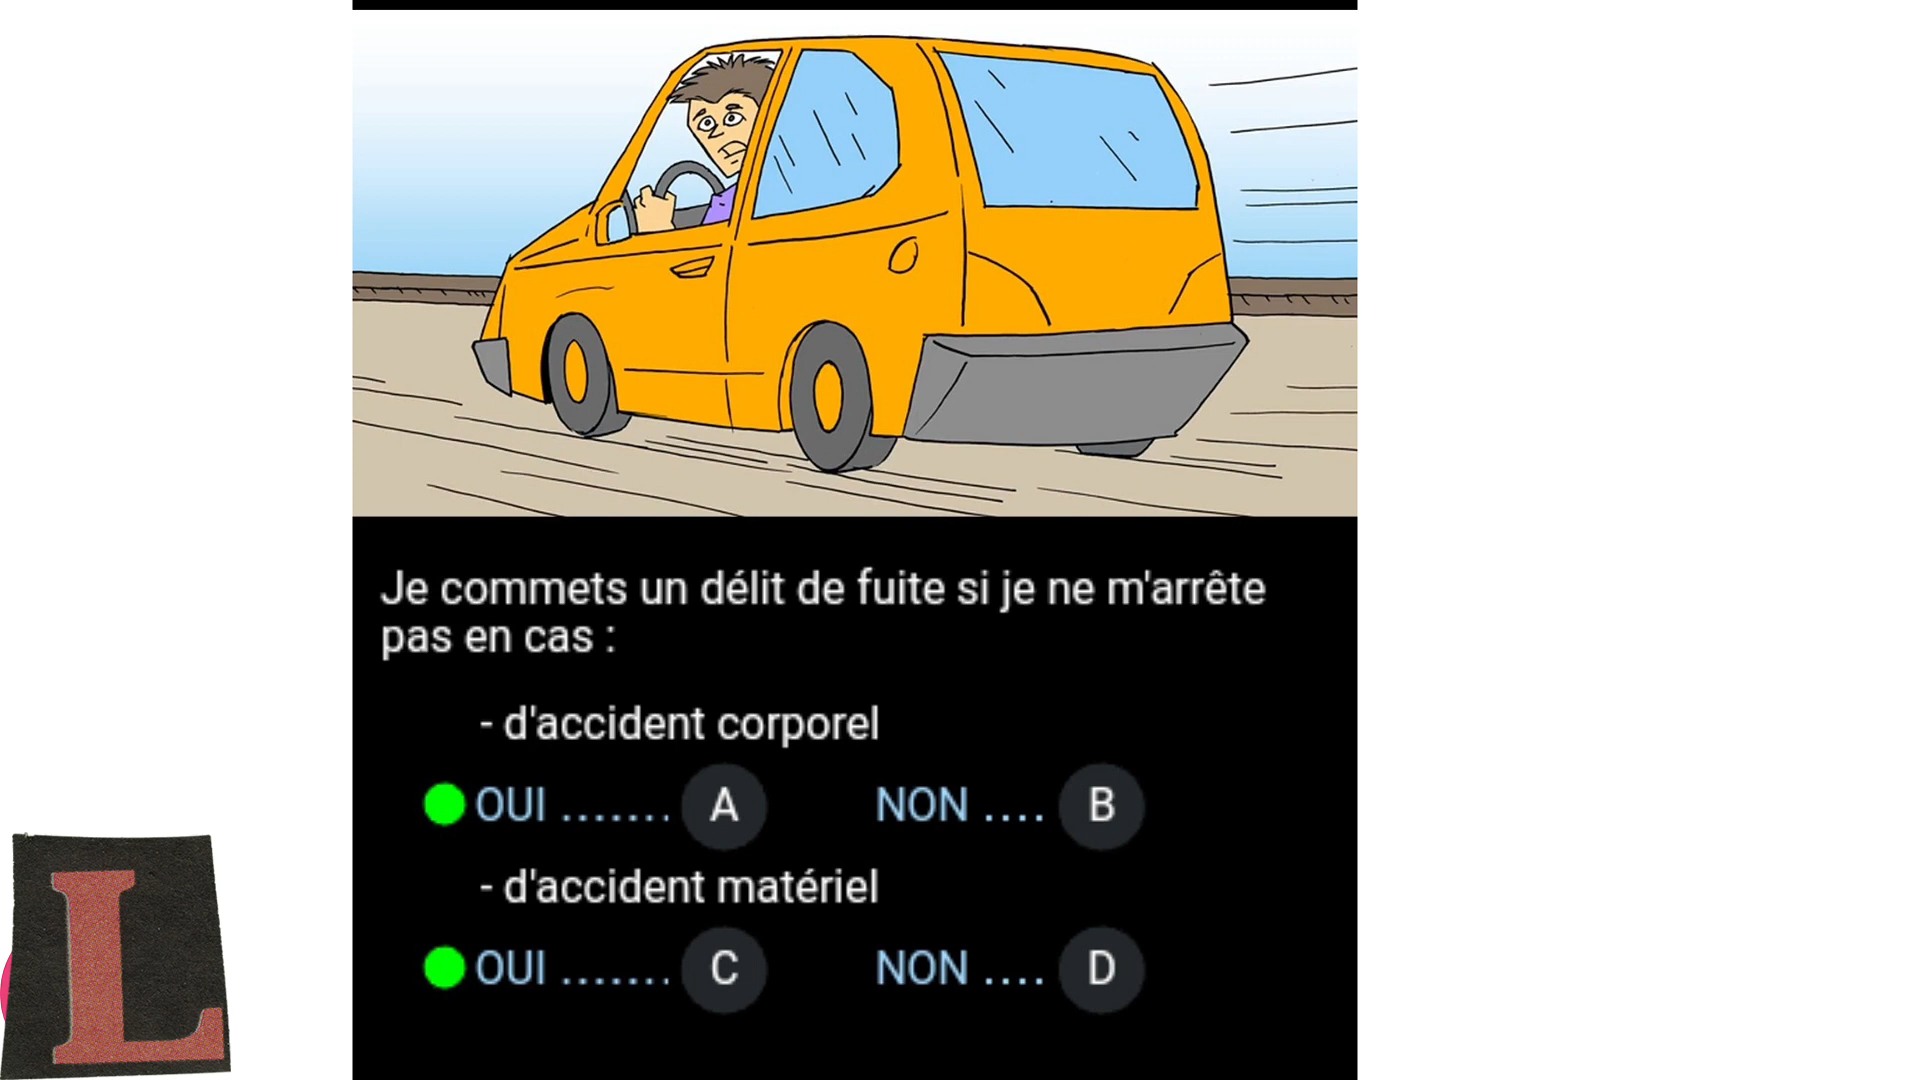 Je commets un délit de fuite si je ne m'arrête
pas en cas :
- d'accident corporel
OUI ....... A NON .... B
- d'accident matériel
OUI ....... C NON .... D
L